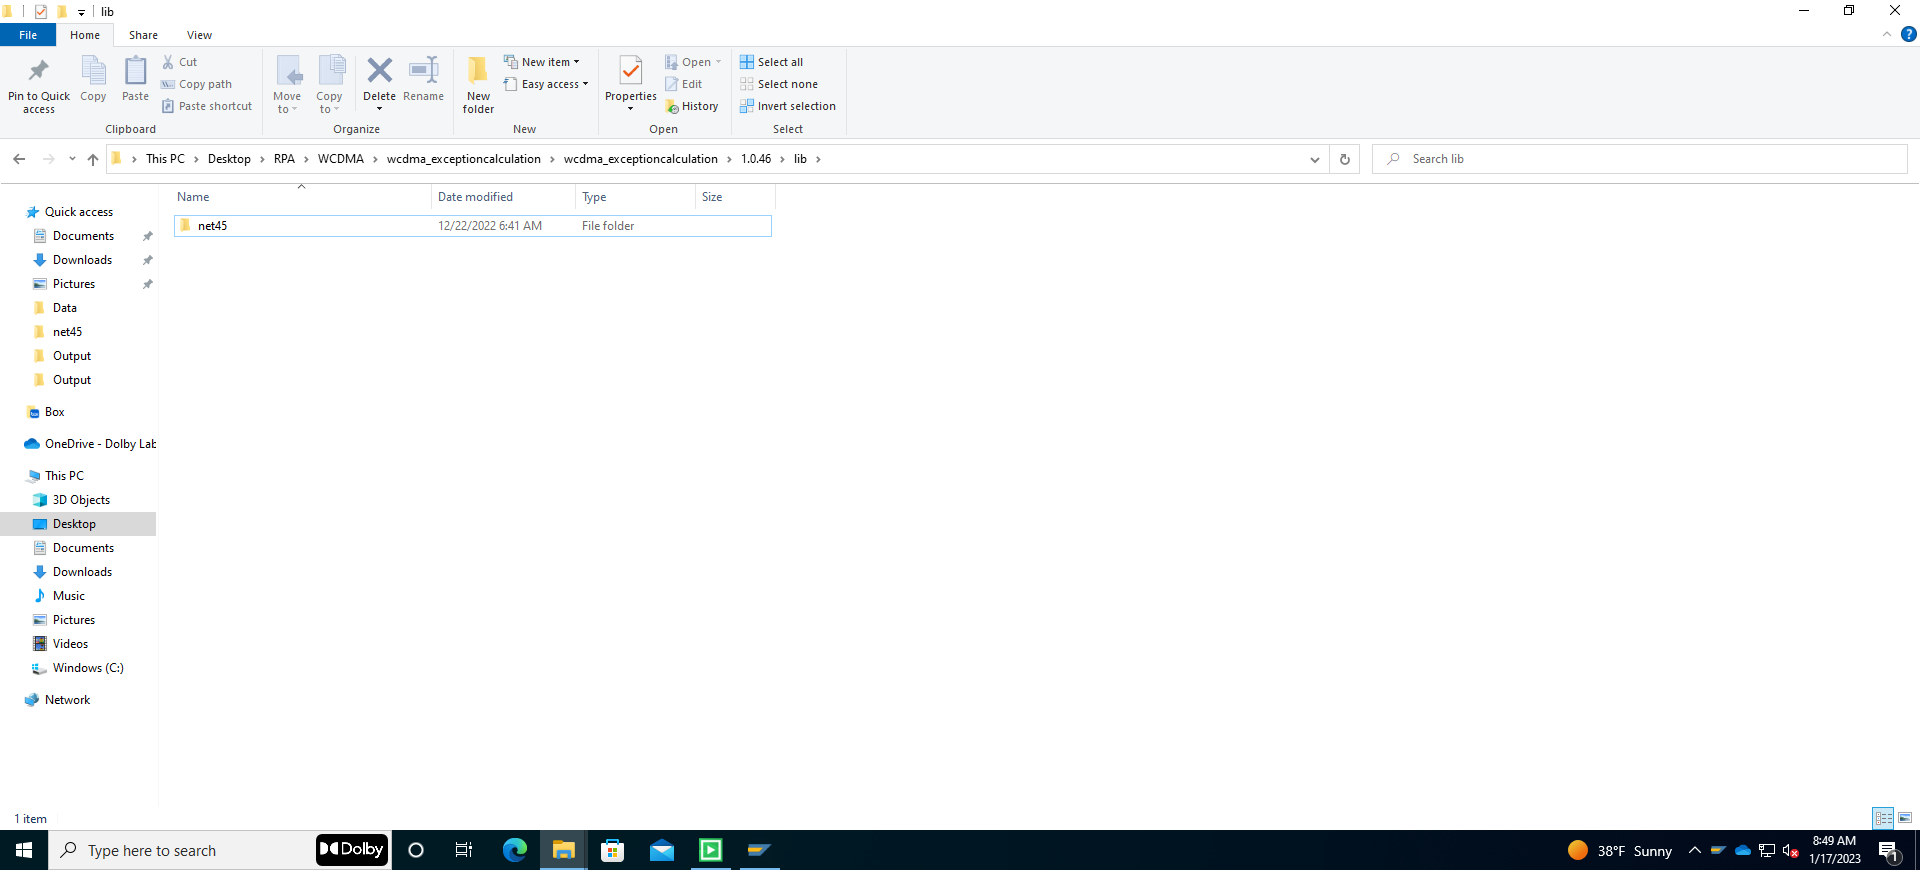 lib
File Home Share View
Pin to Quick access
Copy
Paste
Cut
Copy path
Paste shortcut
Clipboard
Move to
Copy to
Delete
Rename
Organize
New folder
New item
Easy access
New
Properties
Open
Edit
History
Open
Select all
Select none
Invert selection
Select
This PC > Desktop > RPA > WCDMA > wcdma_exceptioncalculation > wcdma_exceptioncalculation > 1.0.46 > lib >
Search lib
Name Date modified Type Size
net45 12/22/2022 6:41 AM File folder
Quick access
Documents
Downloads
Pictures
Data
net45
Output
Output
Box
OneDrive - Dolby Lab
This PC
3D Objects
Desktop
Documents
Downloads
Music
Pictures
Videos
Windows (C:)
Network
1 item
Type here to search
Dolby
38°F Sunny
8:49 AM
1/17/2023
1